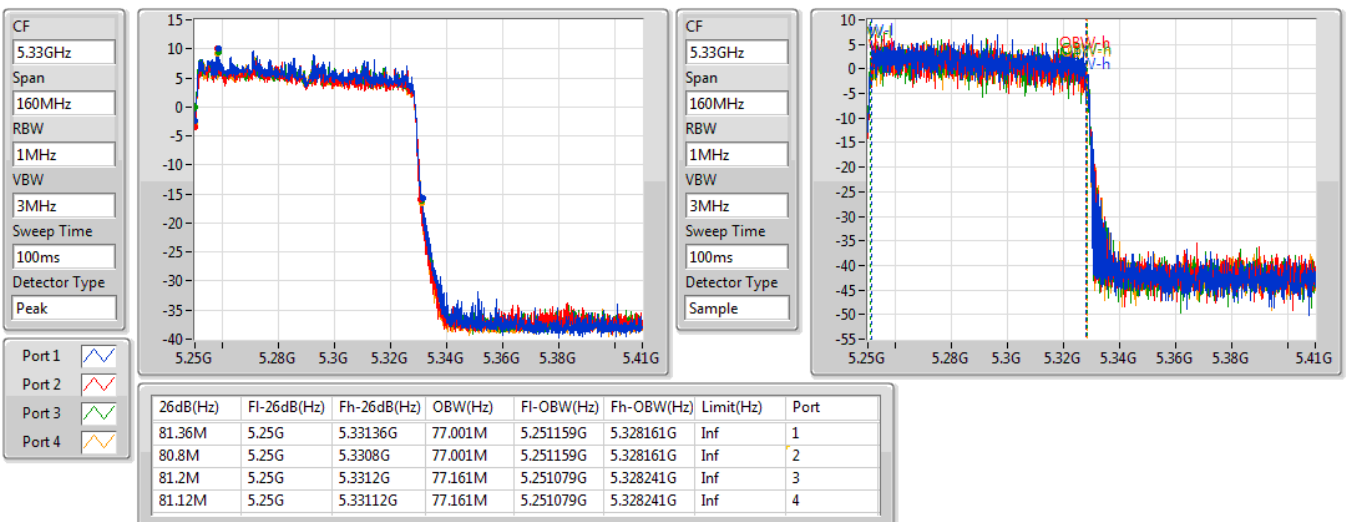 CF
5.33GHz
Span
160MHz
RBW
1MHz
VBW
3MHz
Sweep Time
100ms
Detector Type
Peak
15
10
5
0
-5
-10
-15
-20
-25
-30
-35
-40
5.25G 5.28G 5.3G 5.32G 5.34G 5.36G 5.38G 5.41G
CF
5.33GHz
Span
160MHz
RBW
1MHz
VBW
3MHz
Sweep Time
100ms
Detector Type
Sample
10
5
0
-5
-10
-15
-20
-25
-30
-35
-40
-45
-50
-55
W-l
OBW-h
W-h
5.25G 5.28G 5.3G 5.32G 5.34G 5.36G 5.38G 5.41G
Port 1
Port 2
Port 3
Port 4
26dB(Hz) Fl-26dB(Hz) Fh-26dB(Hz) OBW(Hz) Fl-OBW(Hz) Fh-OBW(Hz) Limit(Hz) Port
81.36M 5.25G 5.33136G 77.001M 5.251159G 5.328161G Inf 1
80.8M 5.25G 5.3308G 77.001M 5.251159G 5.328161G Inf 2
81.2M 5.25G 5.3312G 77.161M 5.251079G 5.328241G Inf 3
81.12M 5.25G 5.33112G 77.161M 5.251079G 5.328241G Inf 4